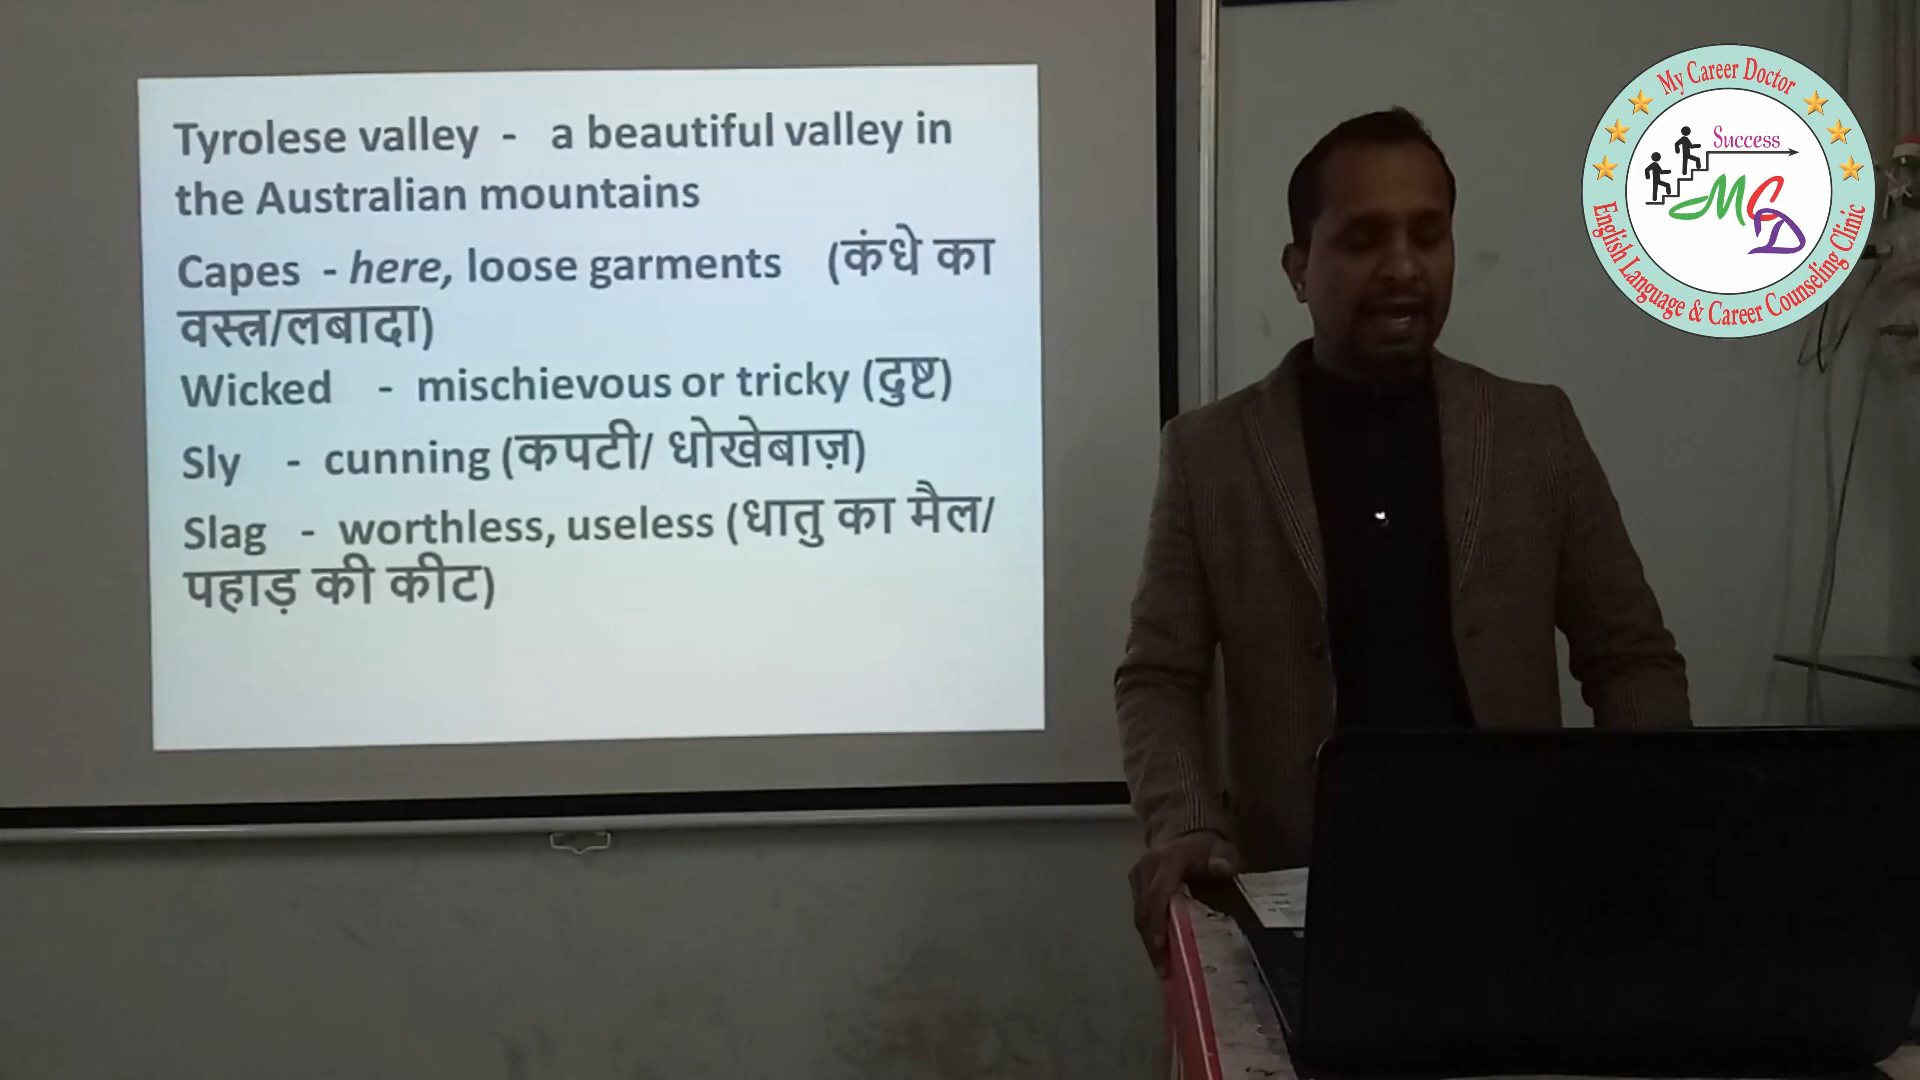 Tyrolese valley - a beautiful valley in
the Australian mountains
Capes - here, loose garments (कंधे का
वस्त्र/लबादा)
Wicked - mischievous or tricky (दुष्ट)
Sly - cunning (कपटी/ धोखेबाज़)
Slag - worthless, useless (धातु का मैल/
पहाड़ की कीट)
My Career Doctor
Success
MCD
English Language & Career Counseling Clinic